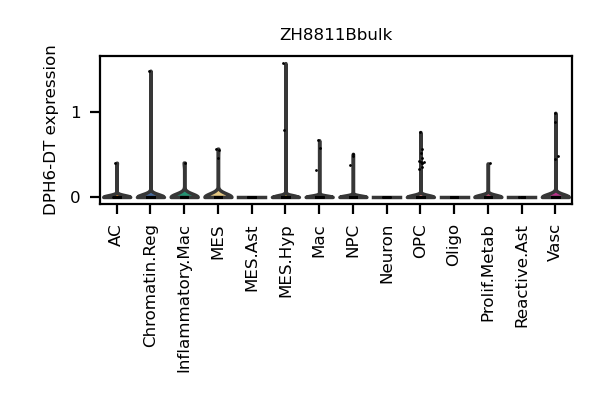 ZH8811Bbulk
DPH6-DT expression
1
0
AC
Chromatin.Reg
Inflammatory.Mac
MES
MES.Ast
MES.Hyp
Mac
NPC
Neuron
OPC
Oligo
Prolif.Metab
Reactive.Ast
Vasc